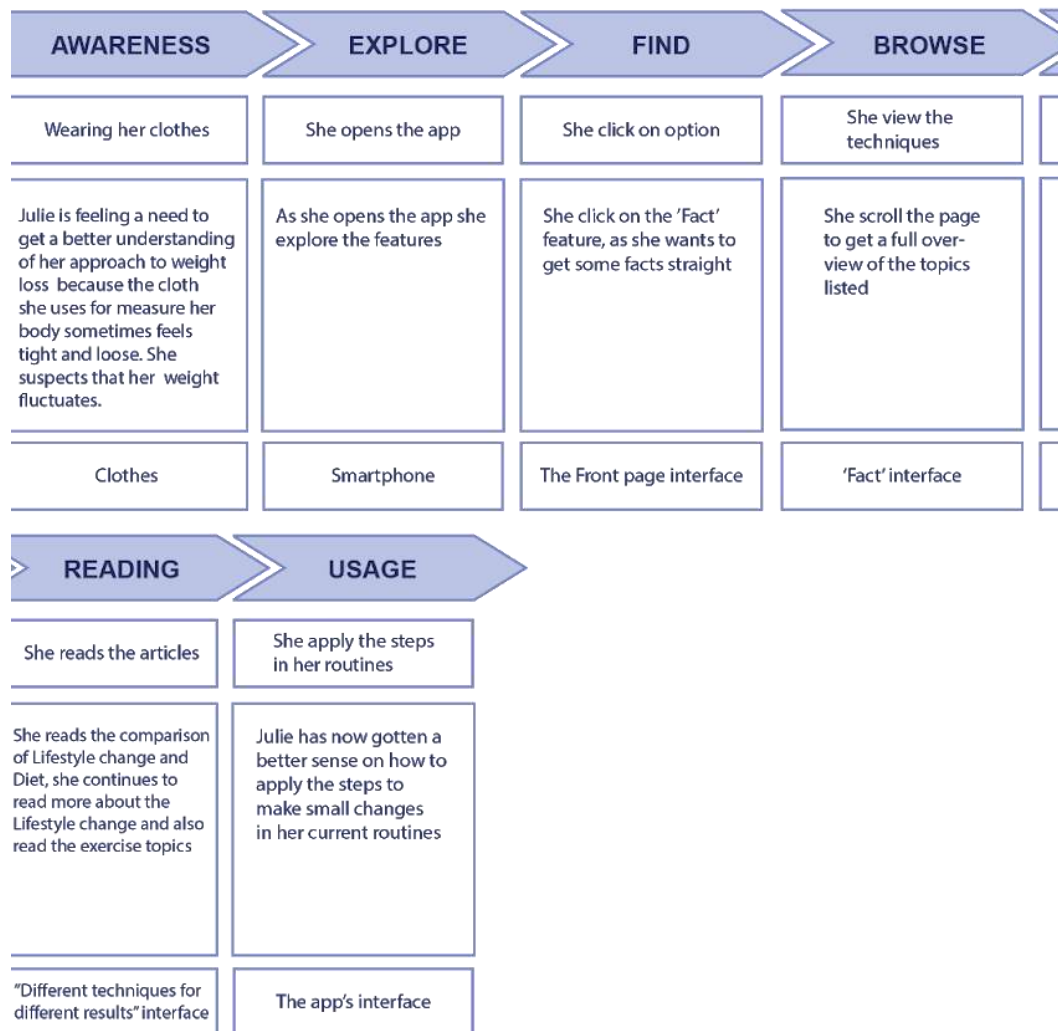 AWARENESS
EXPLORE
FIND
BROWSE
Wearing her clothes
She opens the app
She click on option
She view the
techniques
Julie is feeling a need to
get a better understanding
of her approach to weight
loss because the cloth
she uses for measure her
body sometimes feels
tight and loose. She
suspects that her weight
fluctuates.
As she opens the app she
explore the features
She click on the 'Fact'
feature, as she wants to
get some facts straight
She scroll the page
to get a full over-
view of the topics
listed
Clothes
Smartphone
The Front page interface
'Fact' interface
READING
USAGE
She reads the articles
She apply the steps
in her routines
She reads the comparison
of Lifestyle change and
Diet, she continues to
read more about the
Lifestyle change and also
read the exercise topics
Julie has now gotten a
better sense on how to
apply the steps to
make small changes
in her current routines
"Different techniques for
different results" interface
The app's interface